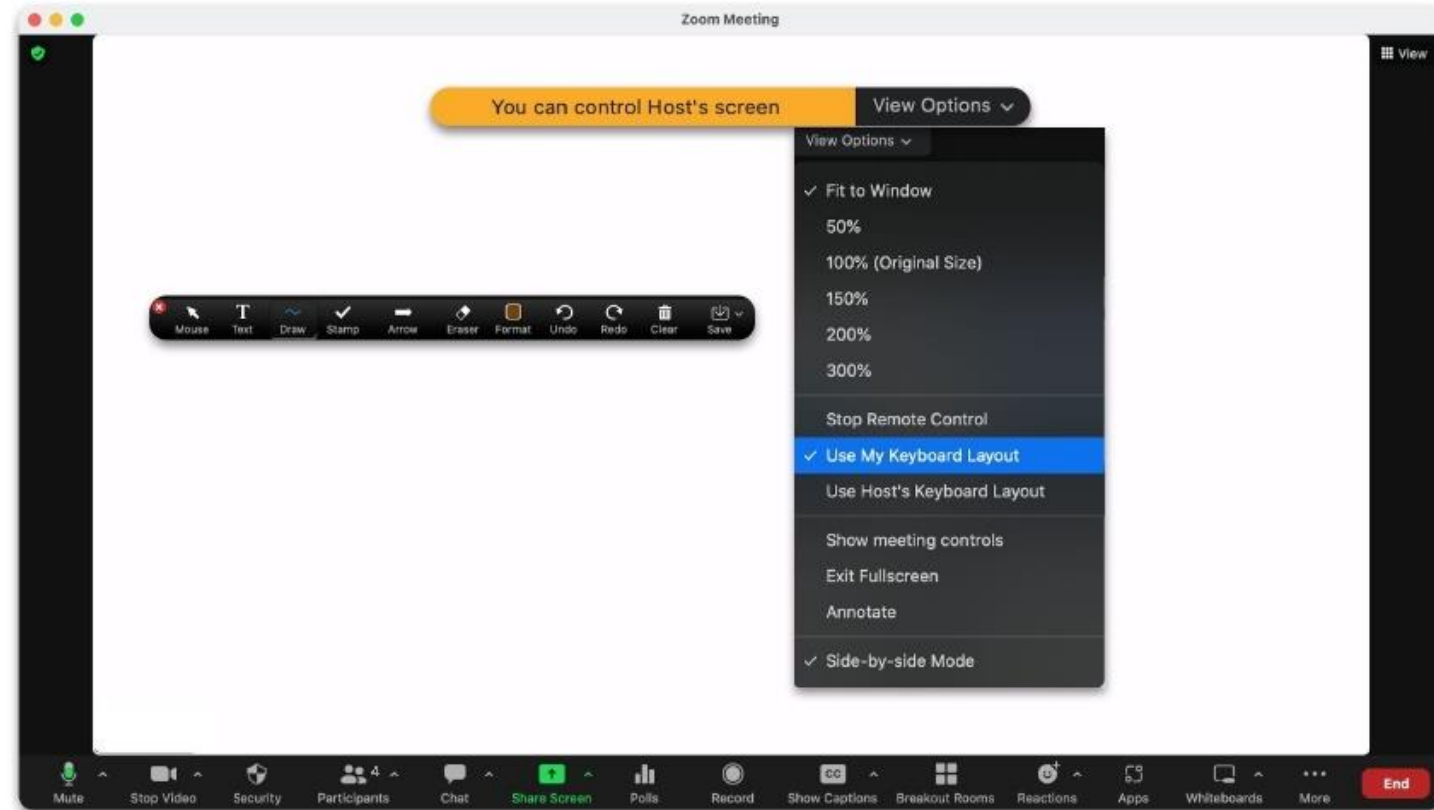 Zoom Meeting
View
You can control Host's screen View Options
View Options
Fit to Window
50%
100% (Original Size)
150%
200%
300%
Stop Remote Control
Use My Keyboard Layout
Use Host's Keyboard Layout
Show meeting controls
Exit Fullscreen
Annotate
Side-by-side Mode
Mouse Text Draw Stamp Arrow Eraser Format Undo Redo Clear Save
4
CC
Mute Stop Video Security Participants Chat Share Screen Polls Record Show Captions Breakout Rooms Reactions Apps Whiteboards More End